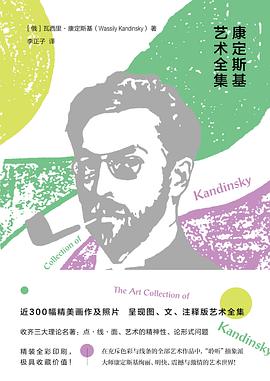 [俄]瓦西里·康定斯基(Wassily Kandinsky)著
李正子 译
康定斯基
艺术全集
Kandinsky
Collection of
The Art Collection of
Kandinsky
近300幅精美画作及照片 呈现图、文、注释版艺术全集
收齐三大理论名著:点·线·面、艺术的精神性、论形式问题
精装全彩印刷,
极具收藏价值!
在充斥色彩与线条的全部艺术作品中,“聆听”抽象派
大师康定斯基绚丽、明快、震撼与激情的艺术世界!